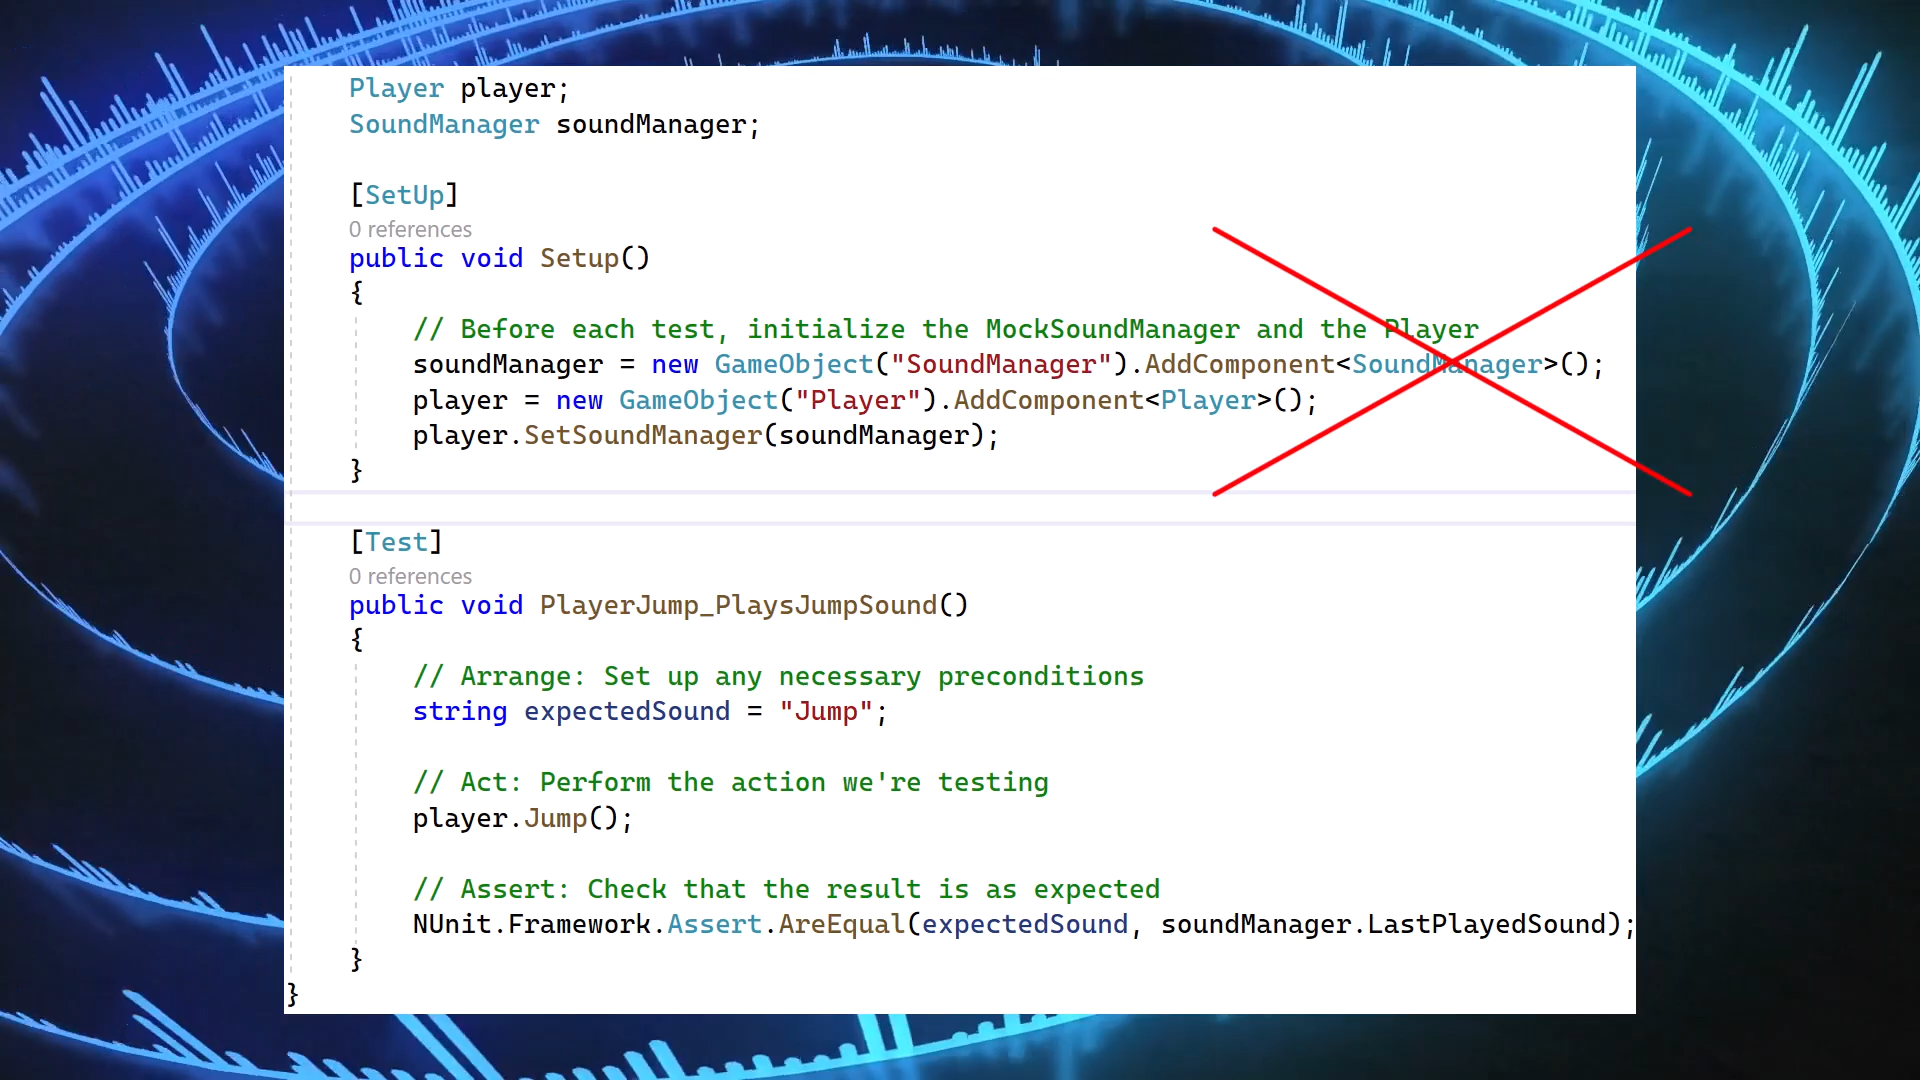 Player player;
SoundManager soundManager;
[SetUp]
0 references
public void Setup()
{
// Before each test, initialize the MockSoundManager and the Player
soundManager = new GameObject("SoundManager").AddComponent<SoundManager>();
player = new GameObject("Player").AddComponent<Player>();
player.SetSoundManager(soundManager);
}
[Test]
0 references
public void PlayerJump_PlaysJumpSound()
{
// Arrange: Set up any necessary preconditions
string expectedSound = "Jump";
// Act: Perform the action we're testing
player.Jump();
// Assert: Check that the result is as expected
NUnit.Framework.Assert.AreEqual(expectedSound, soundManager.LastPlayedSound);
}
}